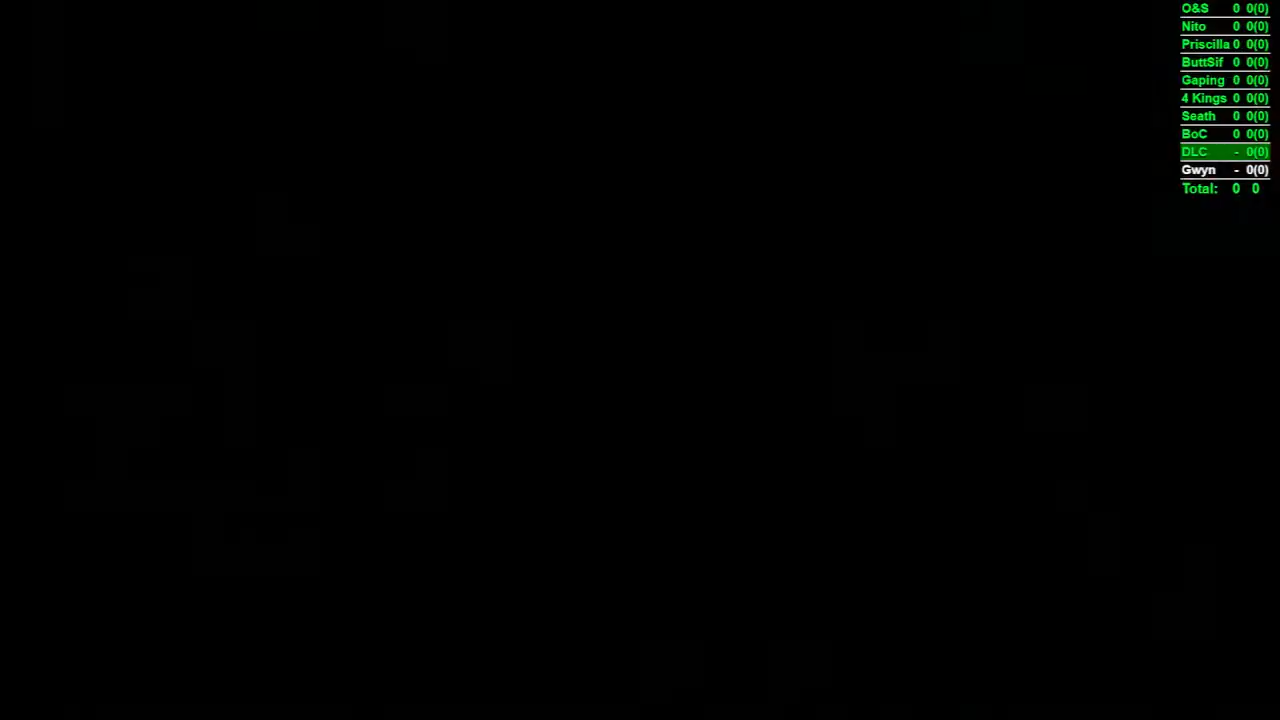 O&S 0 0(0)
Nito 0 0(0)
Priscilla 0 0(0)
ButtSif 0 0(0)
Gaping 0 0(0)
4 Kings 0 0(0)
Seath 0 0(0)
BoC 0 0(0)
DLC - 0(0)
Gwyn - 0(0)
Total: 0 0